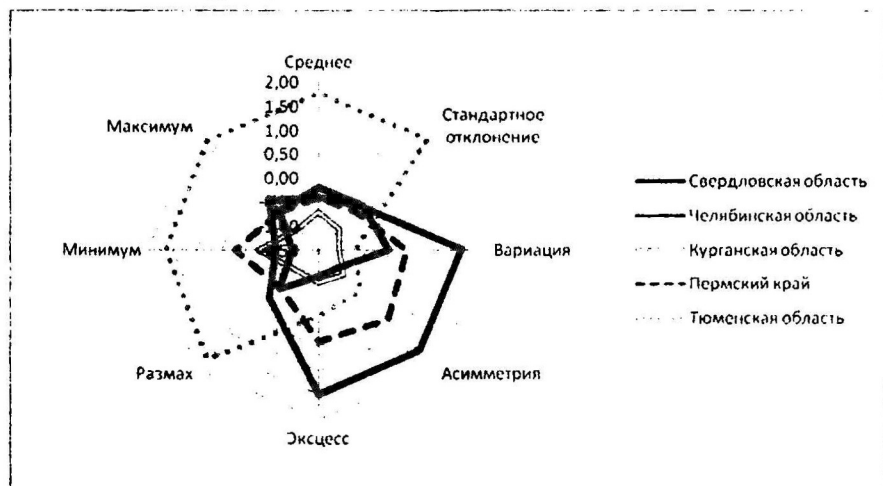 Среднее
2,00
1,50
1,00
0,50
0,00
Стандартное
отклонение
Вариация
Асимметрия
Эксцесс
Размах
Минимум
Максимум
Свердловская область
Челябинская область
Курганская область
Пермский край
Тюменская область